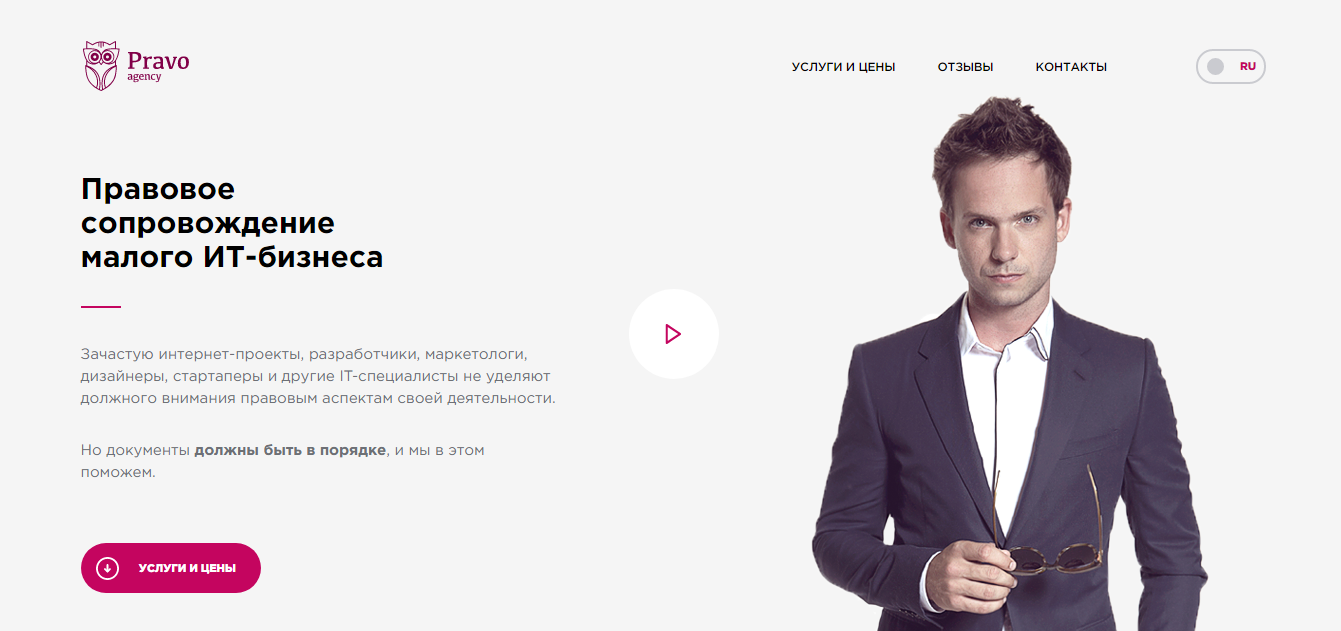 Pravo
agency
УСЛУГИ И ЦЕНЫ
ОТЗЫВЫ
КОНТАКТЫ
RU
Правовое
сопровождение
малого ИТ-бизнеса
Зачастую интернет-проекты, разработчики, маркетологи,
дизайнеры, стартаперы и другие IT-специалисты не уделяют
должного внимания правовым аспектам своей деятельности.
Но документы должны быть в порядке, и мы в этом
поможем.
УСЛУГИ И ЦЕНЫ